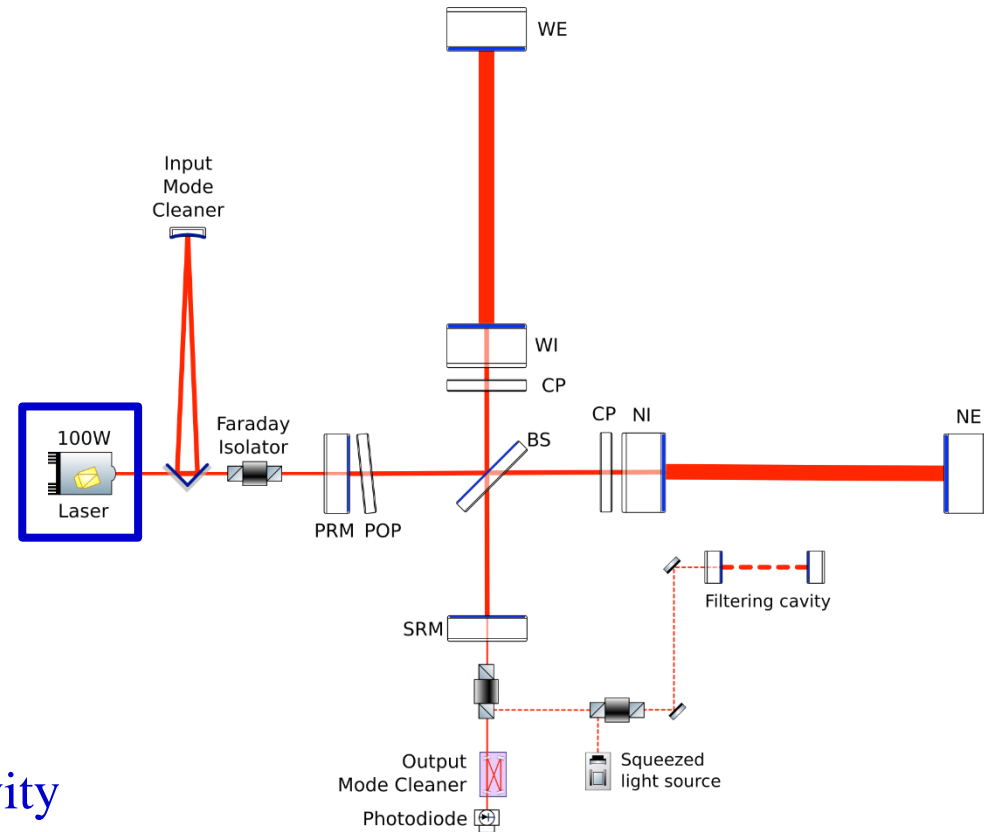 WE
Input
Mode
Cleaner
WI
CP
Faraday
Isolator
BS
CP NI
NE
100W
Laser
PRM POP
Filtering cavity
SRM
Output
Mode Cleaner
Squeezed
light source
Photodiode